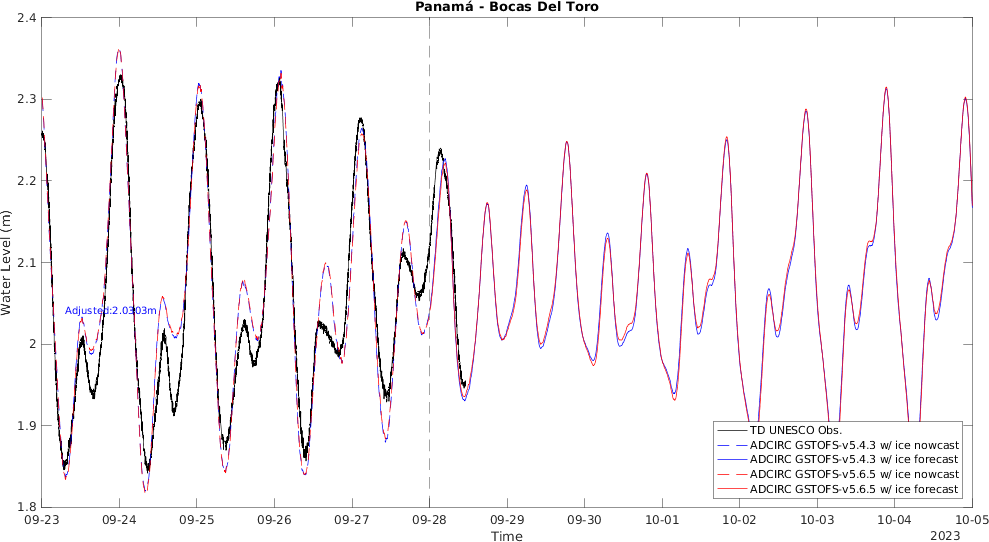 Panamá - Bocas Del Toro
2.4
2.3
2.2
2.1
2
1.9
1.8
Water Level (m)
Adjusted:2.0303m
TD UNESCO Obs.
ADCIRC GSTOFS-v5.4.3 w/ ice nowcast
ADCIRC GSTOFS-v5.4.3 w/ ice forecast
ADCIRC GSTOFS-v5.6.5 w/ ice nowcast
ADCIRC GSTOFS-v5.6.5 w/ ice forecast
09-23 09-24 09-25 09-26 09-27 09-28 09-29 09-30 10-01 10-02 10-03 10-04 10-05
Time
2023